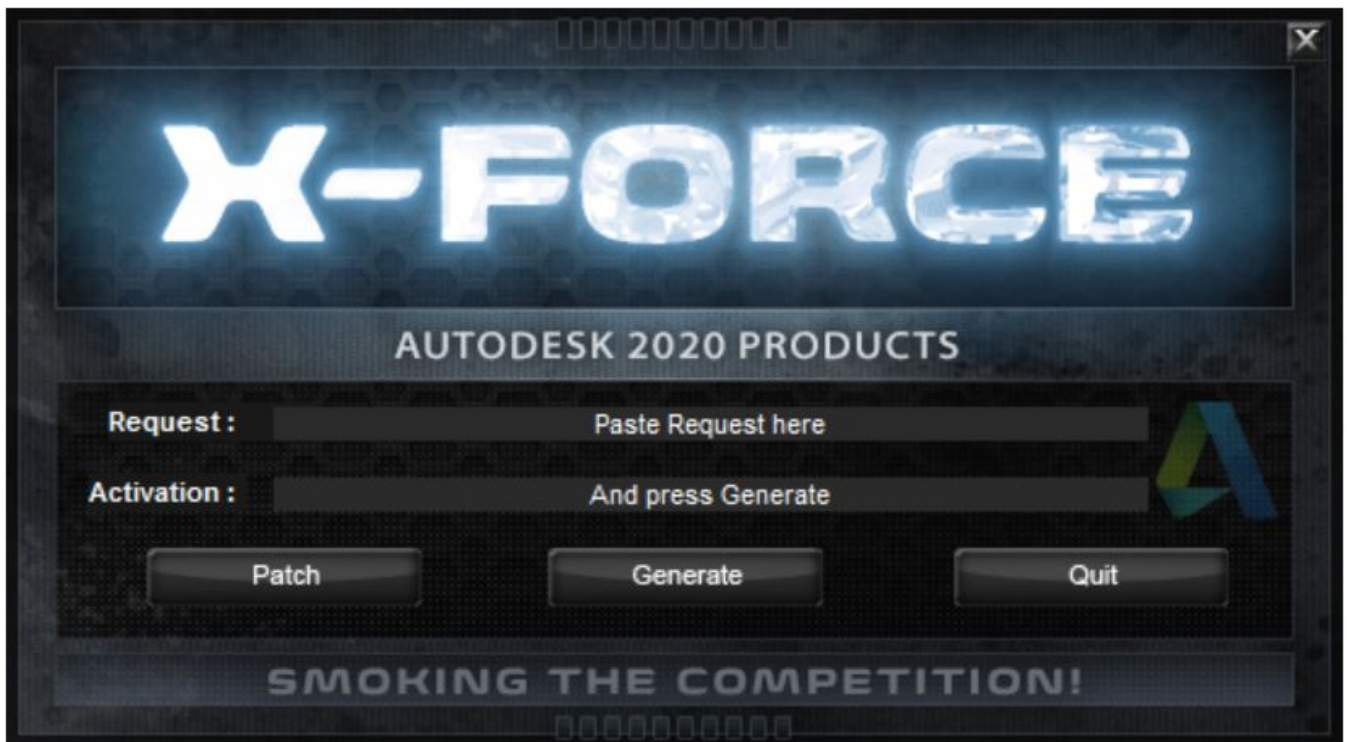 X
X-FORCE
AUTODESK 2020 PRODUCTS
Request : Paste Request here
Activation : And press Generate
Patch Generate Quit
SMOKING THE COMPETITION!